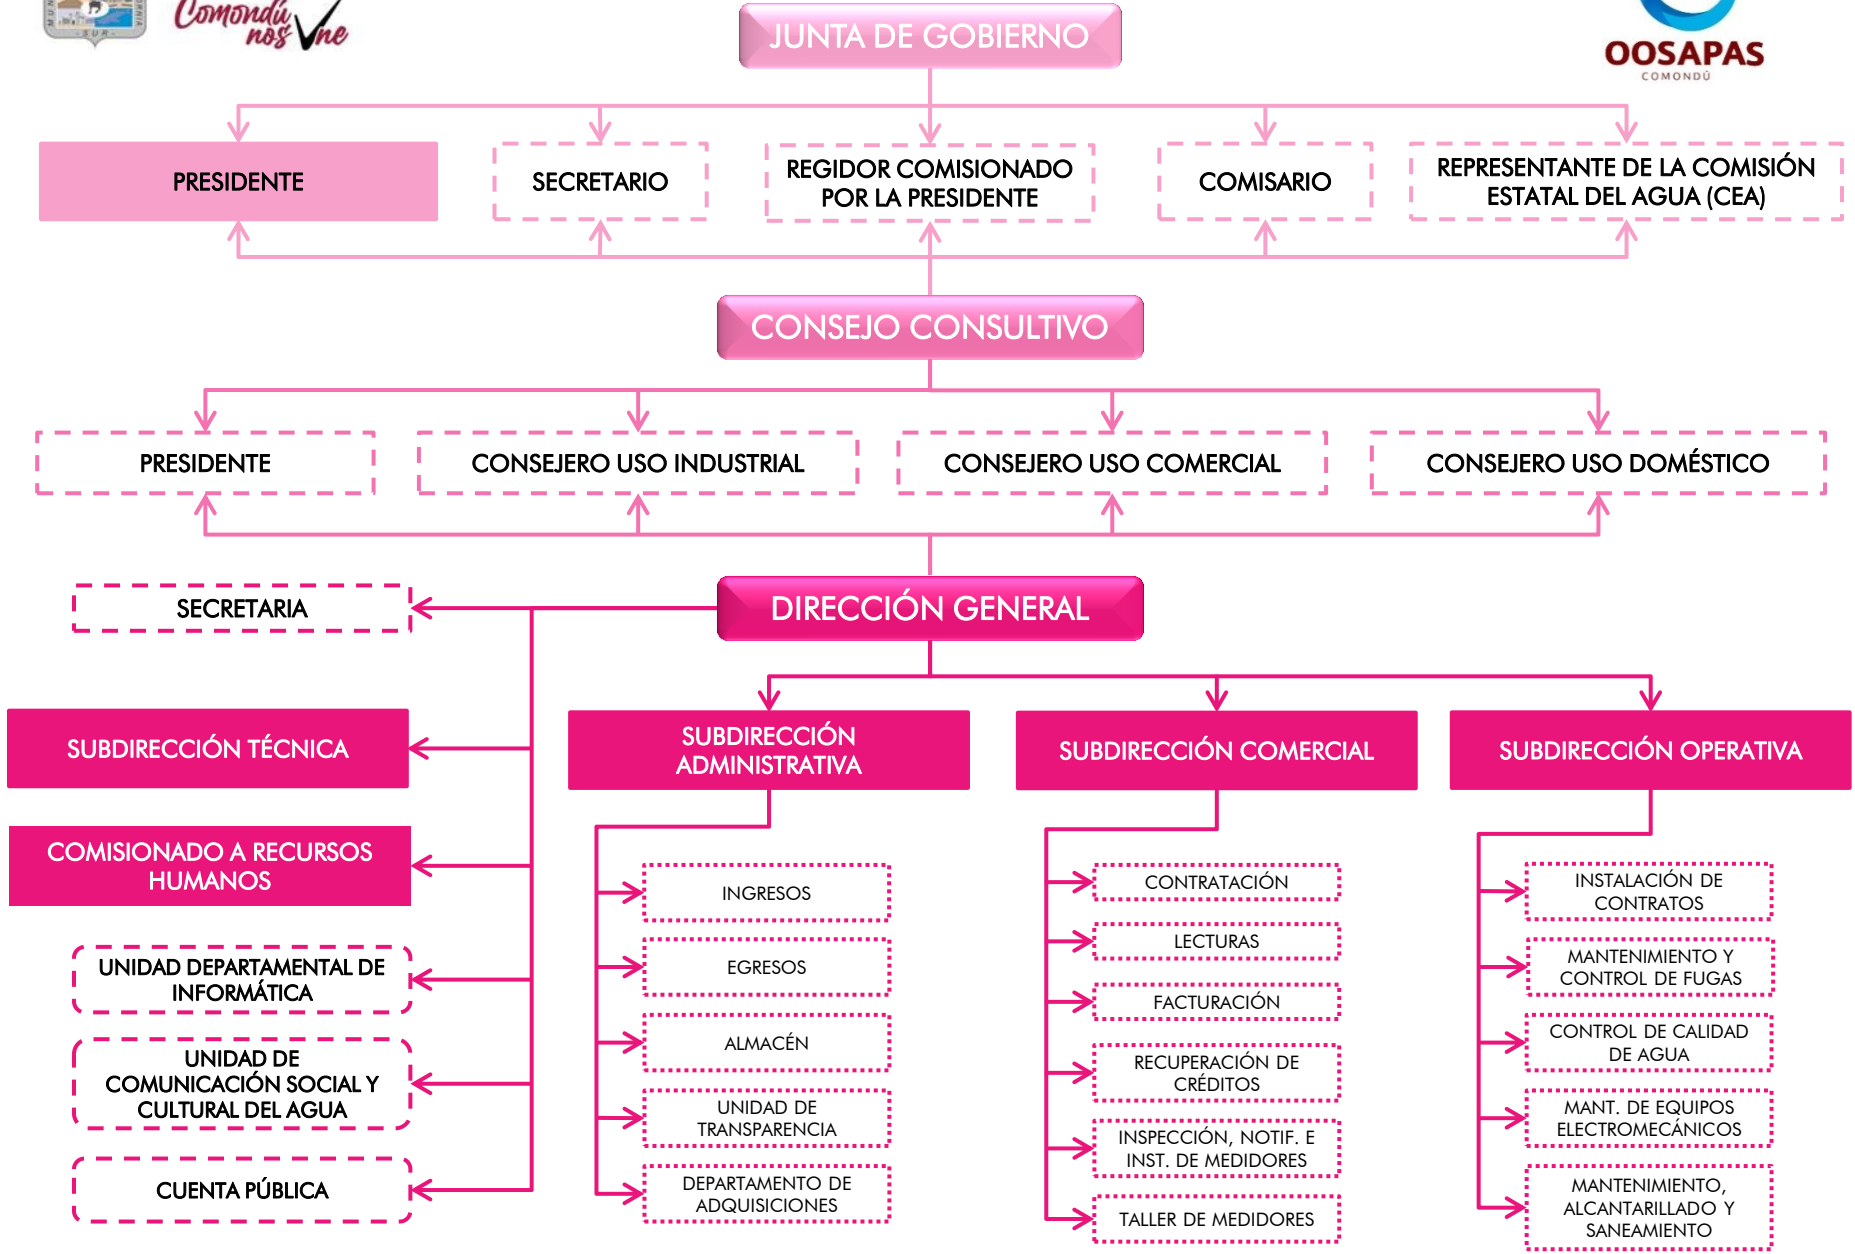 SUR
Comondú
nos Une
OOSAPAS
COMONDÚ
JUNTA DE GOBIERNO
PRESIDENTE
SECRETARIO
REGIDOR COMISIONADO
POR LA PRESIDENTE
COMISARIO
REPRESENTANTE DE LA COMISIÓN
ESTATAL DEL AGUA (CEA)
CONSEJO CONSULTIVO
PRESIDENTE
CONSEJERO USO INDUSTRIAL
CONSEJERO USO COMERCIAL
CONSEJERO USO DOMÉSTICO
DIRECCIÓN GENERAL
SECRETARIA
SUBDIRECCIÓN TÉCNICA
COMISIONADO A RECURSOS
HUMANOS
UNIDAD DEPARTAMENTAL DE
INFORMÁTICA
UNIDAD DE
COMUNICACIÓN SOCIAL Y
CULTURAL DEL AGUA
CUENTA PÚBLICA
SUBDIRECCIÓN
ADMINISTRATIVA
INGRESOS
EGRESOS
ALMACÉN
UNIDAD DE
TRANSPARENCIA
DEPARTAMENTO DE
ADQUISICIONES
SUBDIRECCIÓN COMERCIAL
CONTRATACIÓN
LECTURAS
FACTURACIÓN
RECUPERACIÓN DE
CRÉDITOS
INSPECCIÓN, NOTIF. E
INST. DE MEDIDORES
TALLER DE MEDIDORES
SUBDIRECCIÓN OPERATIVA
INSTALACIÓN DE
CONTRATOS
MANTENIMIENTO Y
CONTROL DE FUGAS
CONTROL DE CALIDAD
DE AGUA
MANT. DE EQUIPOS
ELECTROMECÁNICOS
MANTENIMIENTO,
ALCANTARILLADO Y
SANEAMIENTO